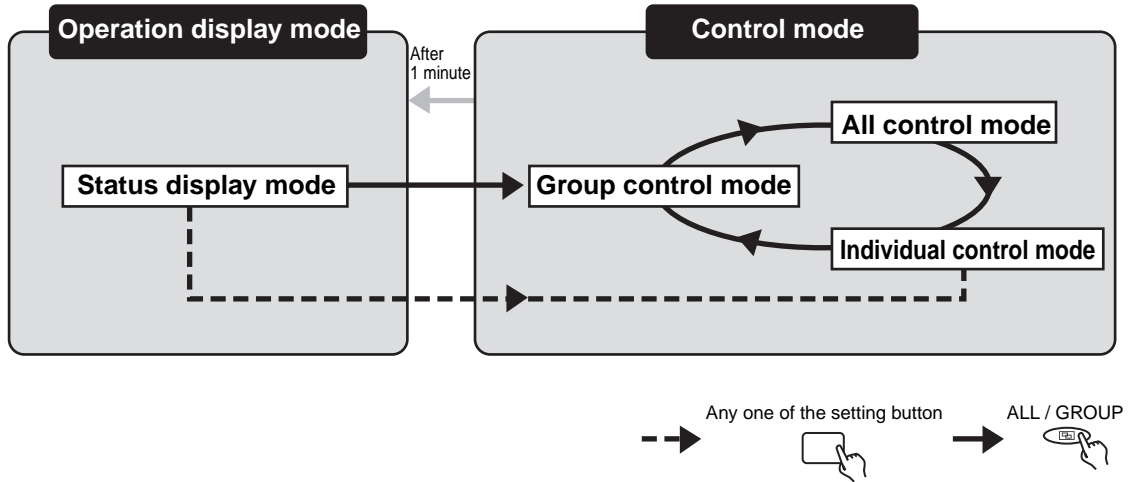 Operation display mode
Control mode
After
1 minute
All control mode
Status display mode
Group control mode
Individual control mode
Any one of the setting button
ALL / GROUP